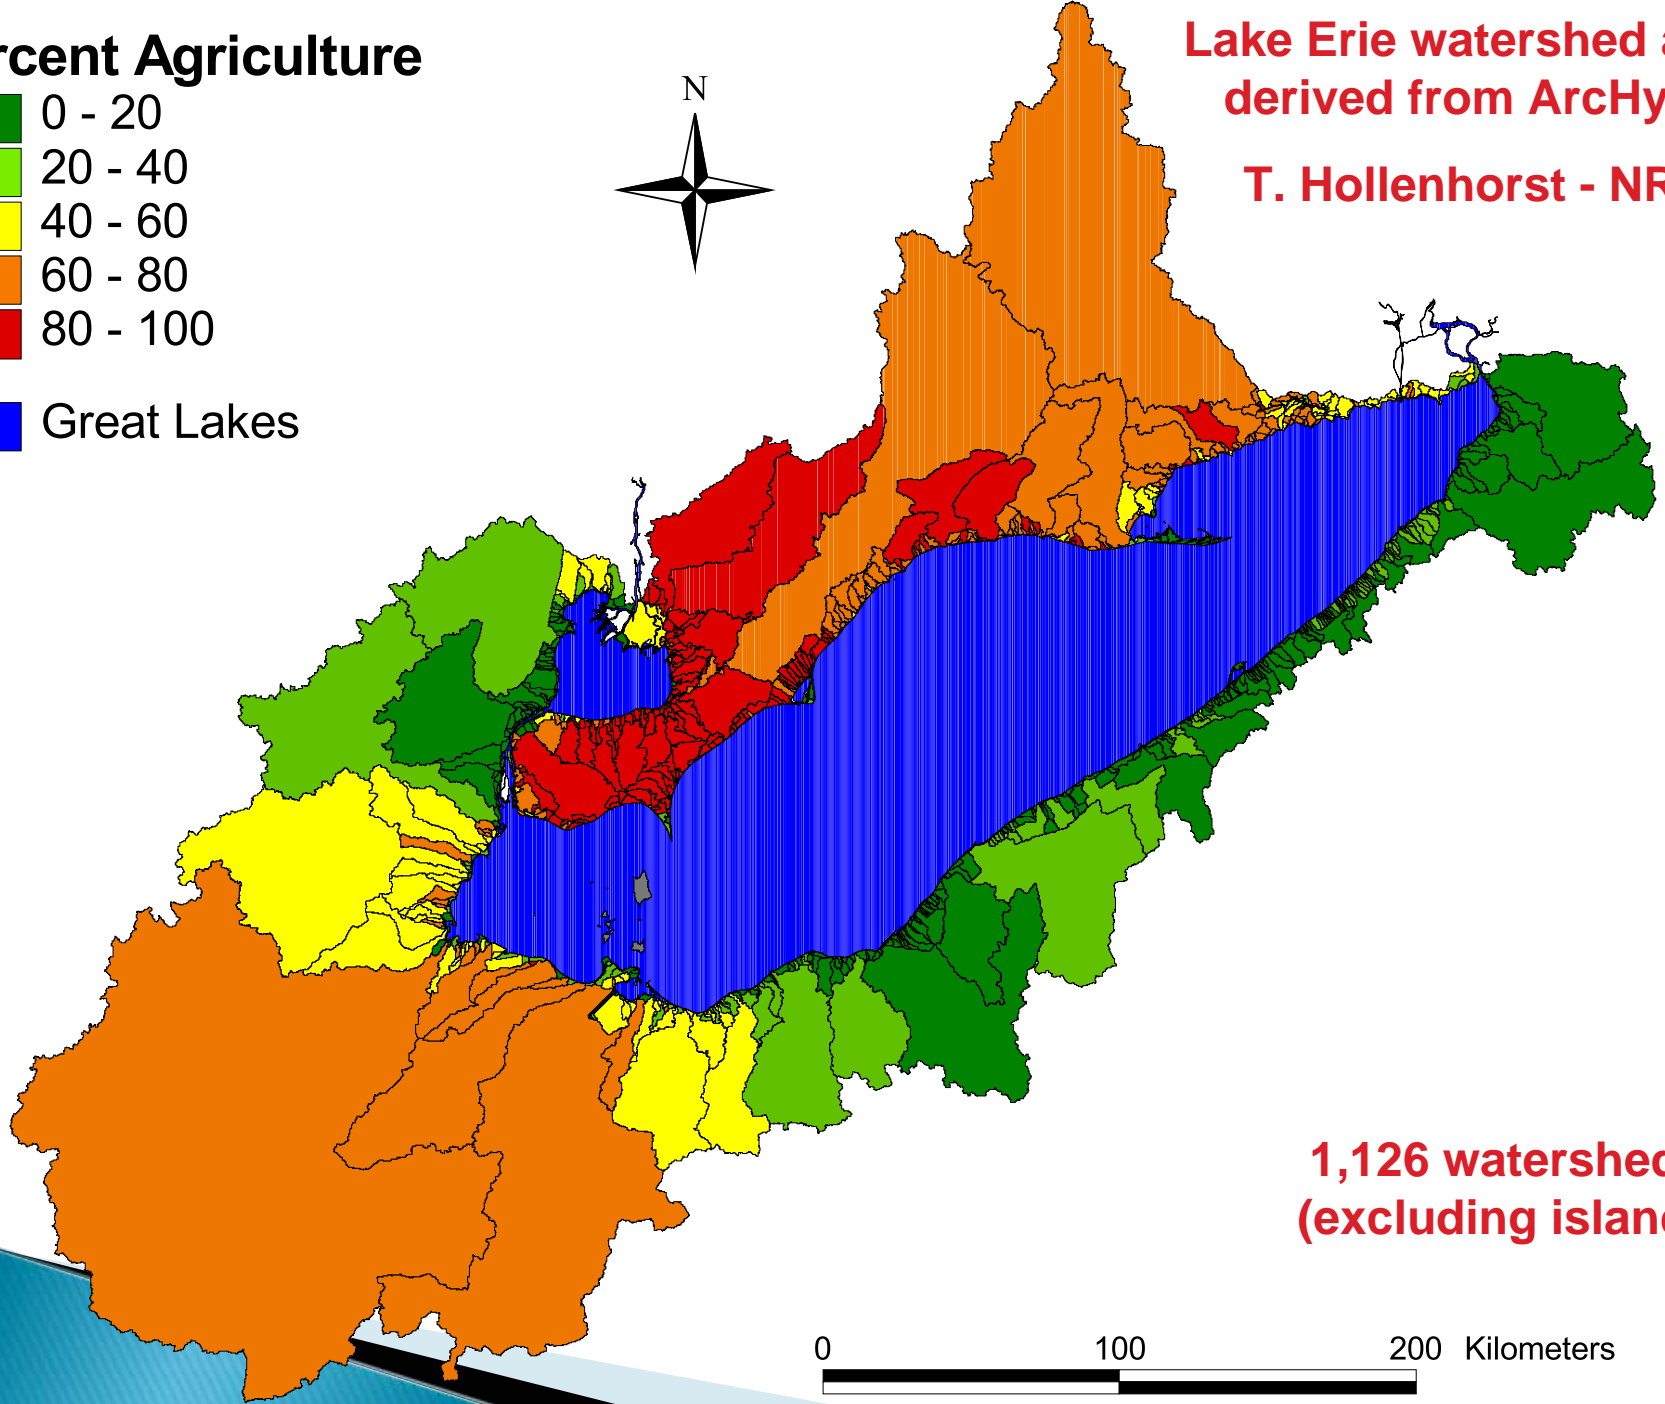 rcent Agriculture
0 - 20
20 - 40
40 - 60
60 - 80
80 - 100
Great Lakes
N
Lake Erie watershed a
derived from ArcHy
T. Hollenhorst - NR
1,126 watershed
(excluding islan
0 100 200 Kilometers